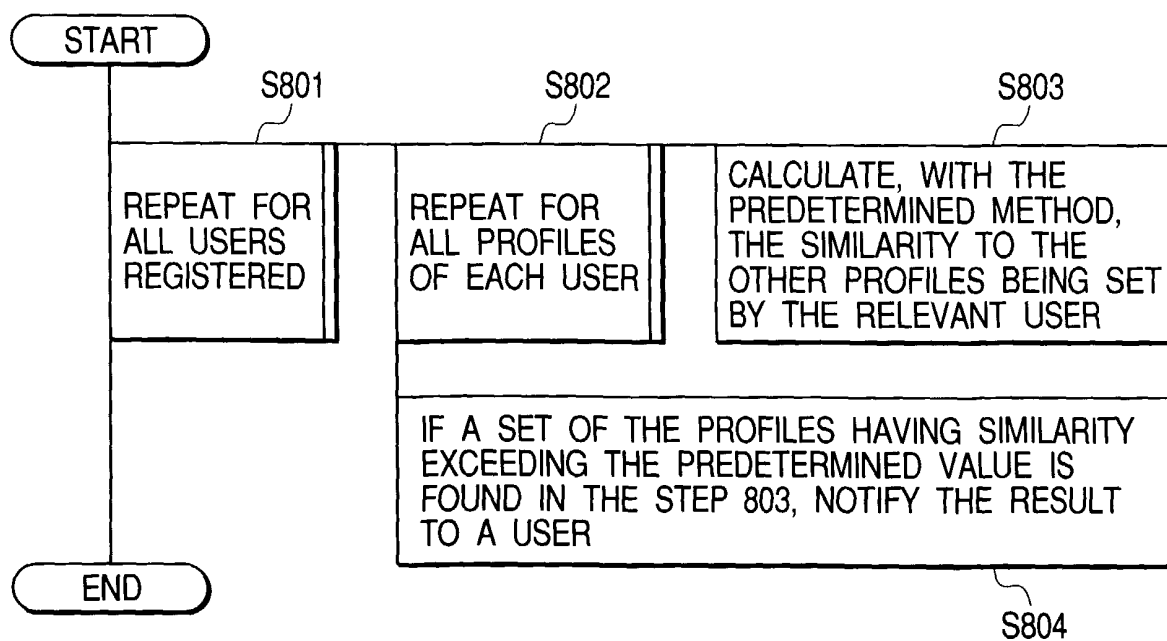 START
S801
S802
S803
REPEAT FOR
ALL USERS
REGISTERED
REPEAT FOR
ALL PROFILES
OF EACH USER
CALCULATE, WITH THE
PREDETERMINED METHOD,
THE SIMILARITY TO THE
OTHER PROFILES BEING SET
BY THE RELEVANT USER
IF A SET OF THE PROFILES HAVING SIMILARITY
EXCEEDING THE PREDETERMINED VALUE IS
FOUND IN THE STEP 803, NOTIFY THE RESULT
TO A USER
END
S804